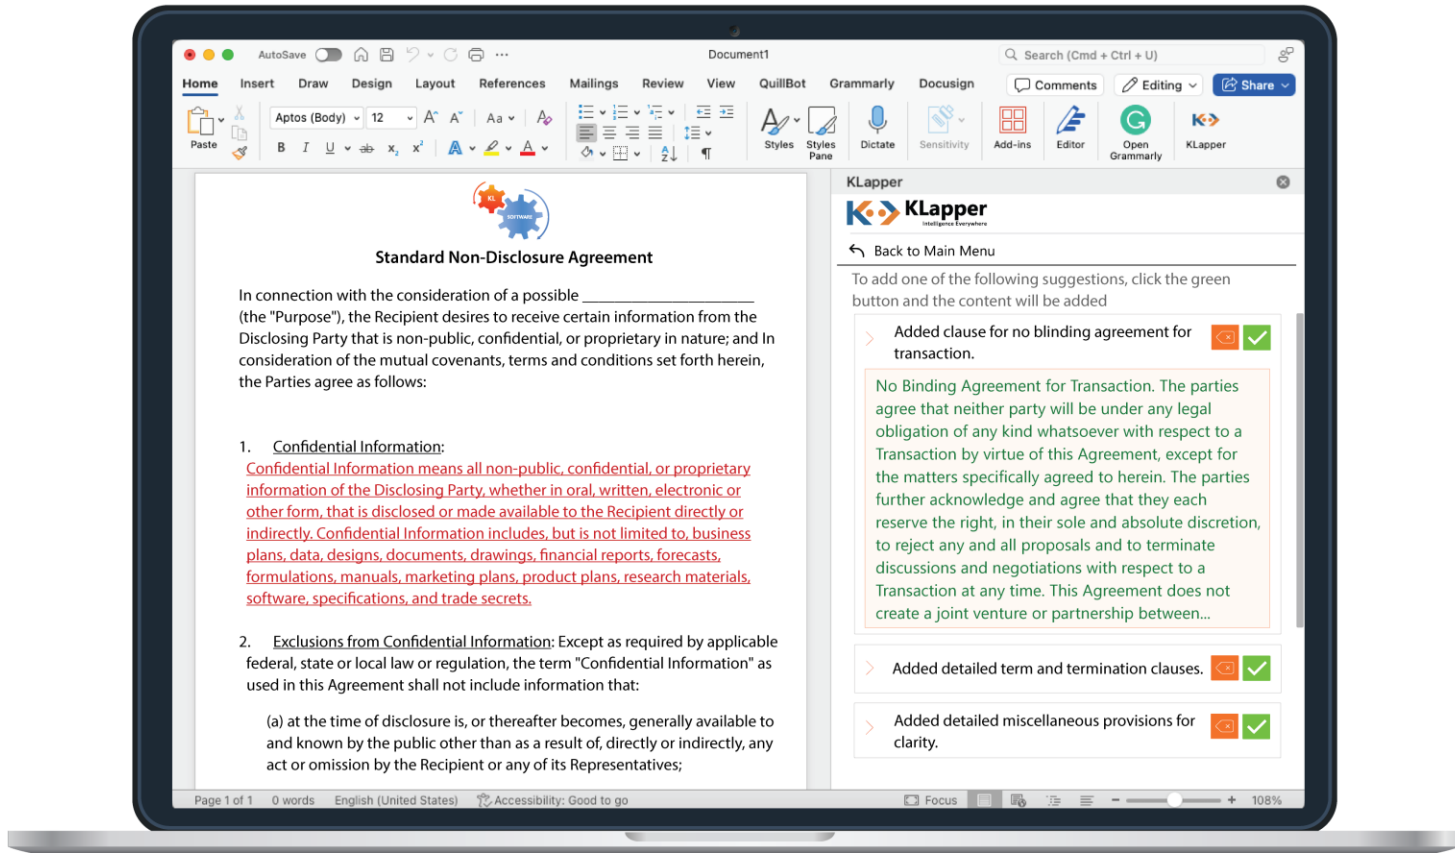 AutoSave
Document1
Search (Cmd + Ctrl + U)
Home Insert Draw Design Layout References Mailings Review View QuillBot Grammarly Docusign
Comments Editing Share
Paste
Aptos (Body) 12 A A Aa A
B I U ab x2 x2 A A
A
Z
Styles
Styles
Pane
Dictate
Sensitivity
Add-ins
Editor
Open
Grammarly
KLapper
KL
SOFTWARE
Standard Non-Disclosure Agreement
In connection with the consideration of a possible ____________________
(the "Purpose"), the Recipient desires to receive certain information from the
Disclosing Party that is non-public, confidential, or proprietary in nature; and In
consideration of the mutual covenants, terms and conditions set forth herein,
the Parties agree as follows:
1. Confidential Information:
Confidential Information means all non-public, confidential, or proprietary
information of the Disclosing Party, whether in oral, written, electronic or
other form, that is disclosed or made available to the Recipient directly or
indirectly. Confidential Information includes, but is not limited to, business
plans, data, designs, documents, drawings, financial reports, forecasts,
formulations, manuals, marketing plans, product plans, research materials,
software, specifications, and trade secrets.
2. Exclusions from Confidential Information: Except as required by applicable
federal, state or local law or regulation, the term "Confidential Information" as
used in this Agreement shall not include information that:
(a) at the time of disclosure is, or thereafter becomes, generally available to
and known by the public other than as a result of, directly or indirectly, any
act or omission by the Recipient or any of its Representatives;
KLapper
KLapper
Intelligence Everywhere
Back to Main Menu
To add one of the following suggestions, click the green
button and the content will be added
Added clause for no blinding agreement for
transaction.
No Binding Agreement for Transaction. The parties
agree that neither party will be under any legal
obligation of any kind whatsoever with respect to a
Transaction by virtue of this Agreement, except for
the matters specifically agreed to herein. The parties
further acknowledge and agree that they each
reserve the right, in their sole and absolute discretion,
to reject any and all proposals and to terminate
discussions and negotiations with respect to a
Transaction at any time. This Agreement does not
create a joint venture or partnership between...
Added detailed term and termination clauses.
Added detailed miscellaneous provisions for
clarity.
Page 1 of 1 0 words English (United States) Accessibility: Good to go
Focus
108%